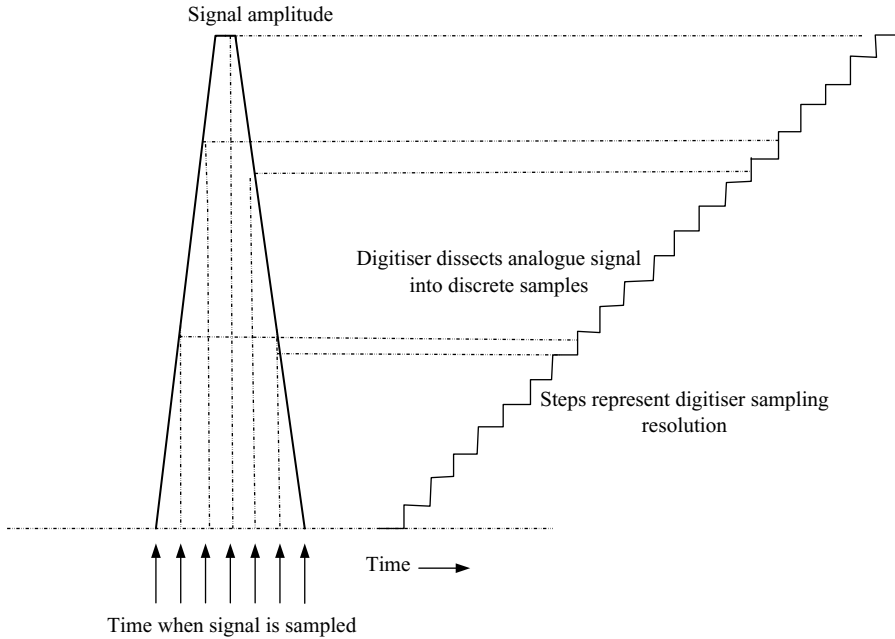 Signal amplitude
Digitiser dissects analogue signal
into discrete samples
Steps represent digitiser sampling
resolution
Time
Time when signal is sampled